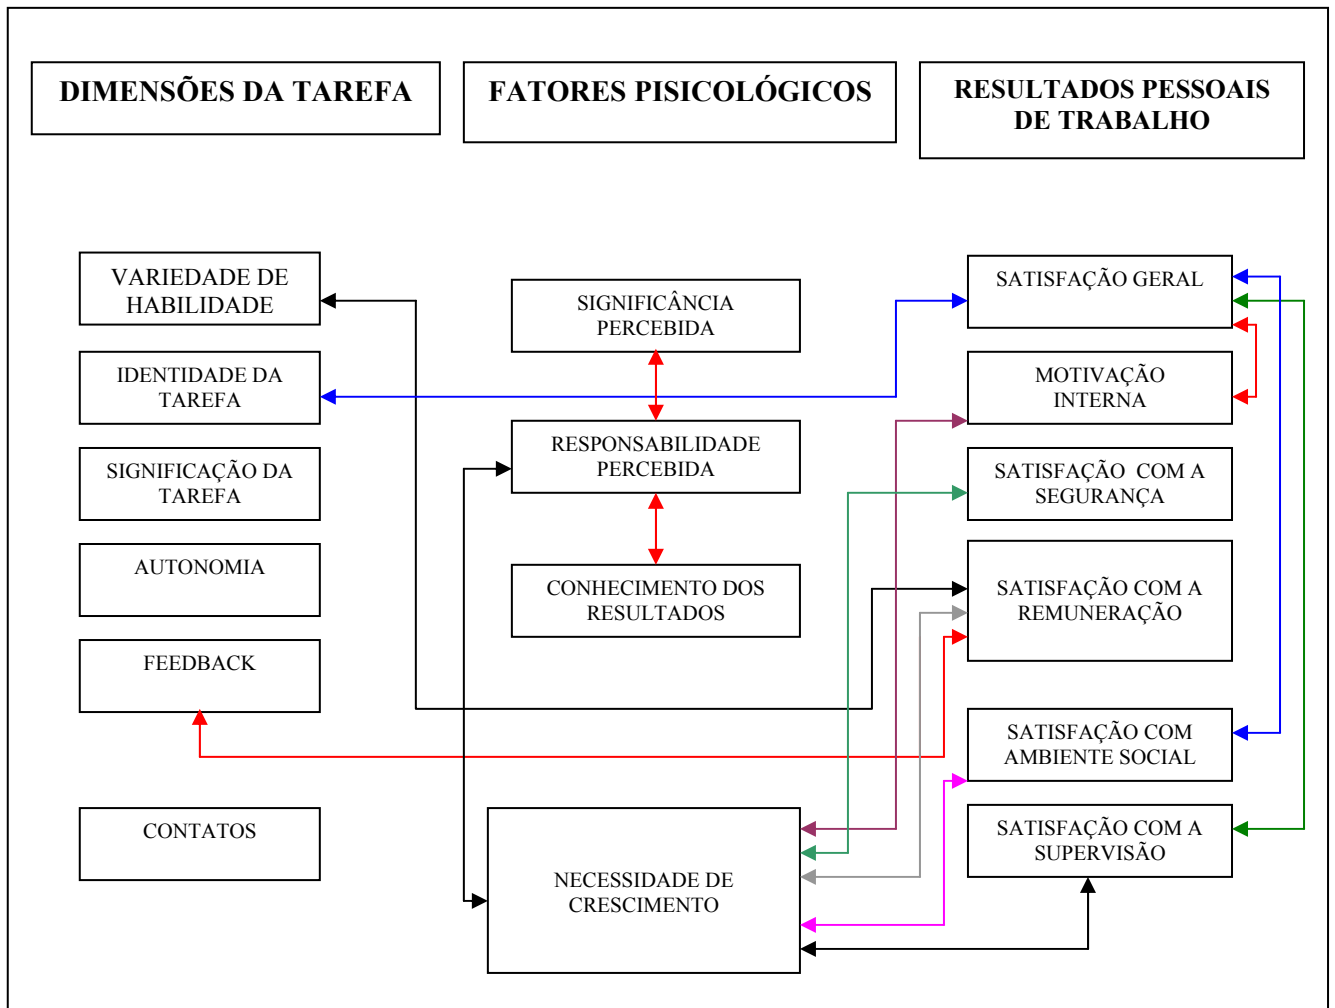 DIMENSÕES DA TAREFA
FATORES PISICOLÓGICOS
RESULTADOS PESSOAIS
DE TRABALHO
VARIEDADE DE
HABILIDADE
IDENTIDADE DA
TAREFA
SIGNIFICAÇÃO DA
TAREFA
AUTONOMIA
FEEDBACK
CONTATOS
SIGNIFICÂNCIA
PERCEBIDA
RESPONSABILIDADE
PERCEBIDA
CONHECIMENTO DOS
RESULTADOS
NECESSIDADE DE
CRESCIMENTO
SATISFAÇÃO GERAL
MOTIVAÇÃO
INTERNA
SATISFAÇÃO COM A
SEGURANÇA
SATISFAÇÃO COM A
REMUNERAÇÃO
SATISFAÇÃO COM
AMBIENTE SOCIAL
SATISFAÇÃO COM A
SUPERVISÃO